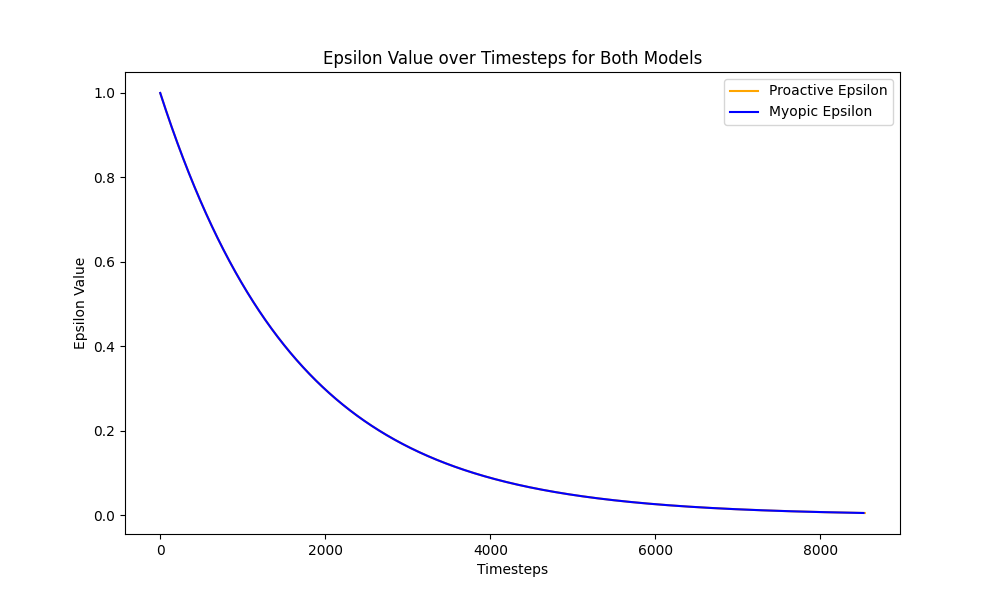 Epsilon Value over Timesteps for Both Models
Proactive Epsilon
Myopic Epsilon
Epsilon Value
1.0
0.8
0.6
0.4
0.2
0.0
0 2000 4000 6000 8000
Timesteps